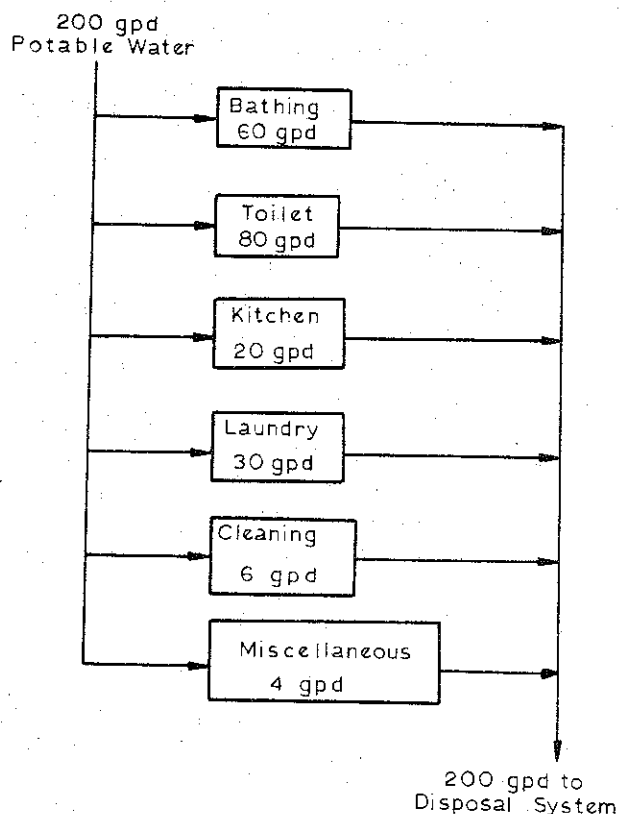 200 gpd
Potable Water
Bathing
60 gpd
Toilet
80 gpd
Kitchen
20 gpd
Laundry
30 gpd
Cleaning
6 gpd
Miscellaneous
4 gpd
200 gpd to
Disposal System